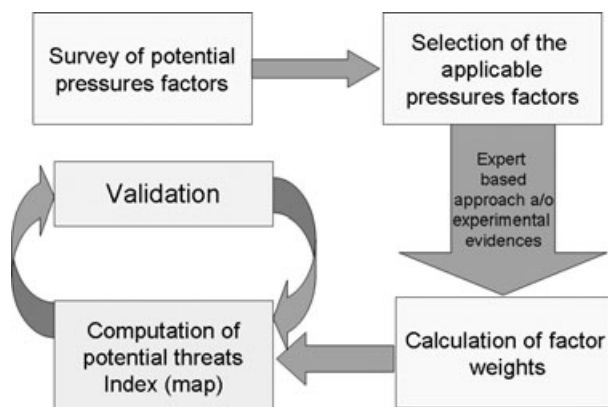 Survey of potential
pressures factors
Selection of the
applicable
pressures factors
Expert
based
approach a/o
experimental
evidences
Calculation of factor
weights
Computation of
potential threats
Index (map)
Validation